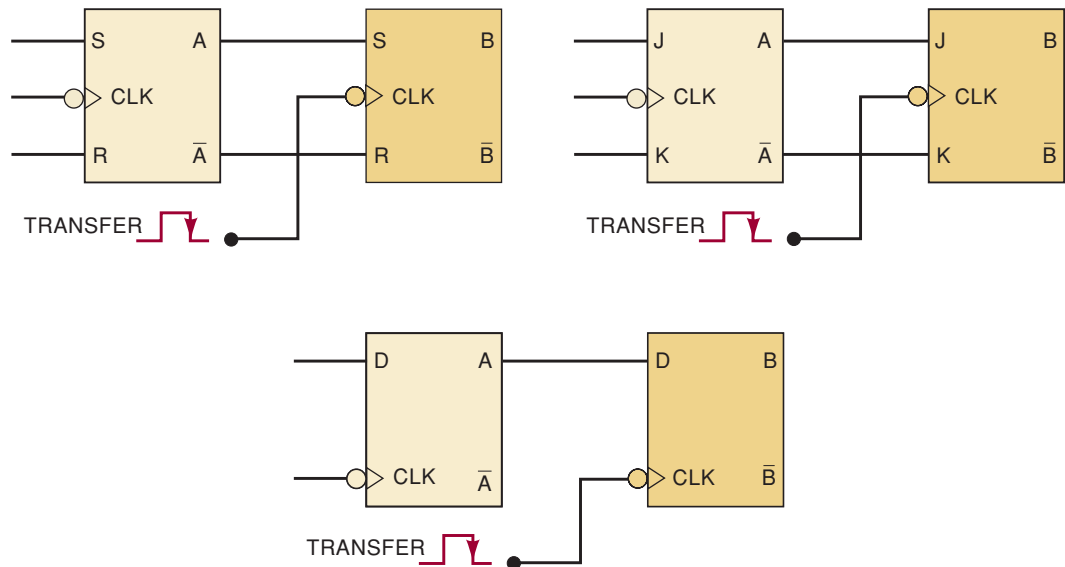 S A S B
CLK CLK
R A̅ R B̅
TRANSFER
J A J B
CLK CLK
K A̅ K B̅
TRANSFER
D A D B
CLK A̅ CLK B̅
TRANSFER